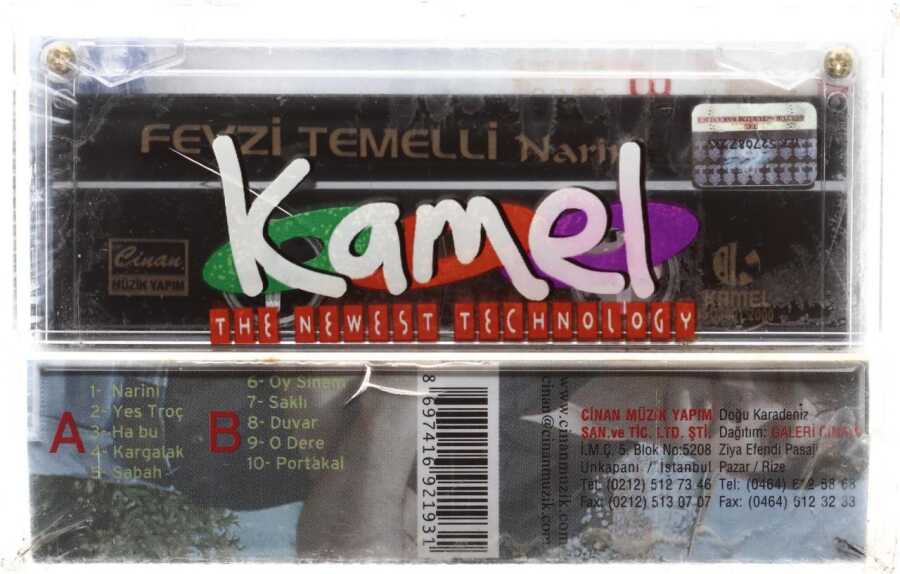 FEVZİ TEMELLİ Narin
Kamel
THE NEWEST TECHNOLOGY
Cinan
MÜZİK YAPIM
KAMEL
A
1- Narini
2- Yes Troç
3- Ha bu
4- Kargalak
5- Sabah
B
6- Oy Sinem
7- Saklı
8- Duvar
9- O Dere
10- Portakal
8 697416 921931
www.cinanmuzik.com
cinan@cinanmuzik.com
CİNAN MÜZİK YAPIM
SAN.ve TİC. LTD. ŞTİ.
İ.M.Ç. 5. Blok No:5208
Unkapanı / İstanbul
Tel: (0212) 512 73 46
Fax: (0212) 513 07 07
Doğu Karadeniz
Dağıtım: GALERİ CİNAN
Ziya Efendi Pasajı
Pazar / Rize
Tel: (0464)
Fax: (0464) 612 32 33